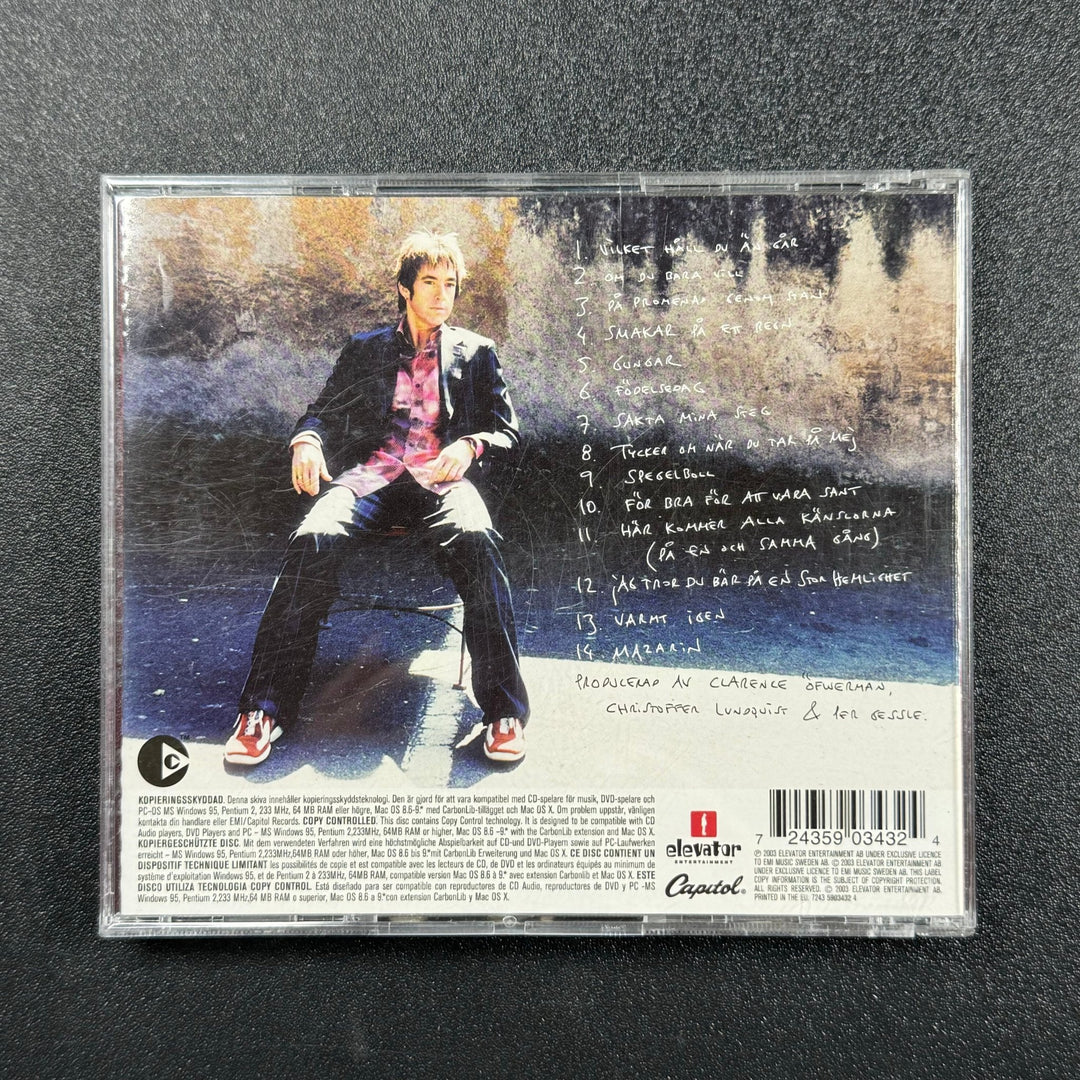 1. VILKET HÅLL DU ÄN GÅR
2. OM DU BARA VILL
3. PÅ PROMENAD GENOM STAN
4 SMAKAR PÅ ET REGN
5 GUNGAR
6 FÖDELSEDAG
7. SAKTA MINA STEG
8 TYCKER OM NÄR DU TAR PÅ MEJ
9. SPEGELBOLL
10. FÖR BRA FÖR ATT VARA SANT
11. HÄR KOMMER ALLA KÄNSLORNA
(PÅ EN OCH SAMMA GÅNG)
12. JAG TROR DU BÄR PÅ EN STOR HEMLIGHET
13. VARMT IGEN
14. MAZARIN
PRODUCERAD AV CLARENCE ÖFWERMAN,
CHRISTOFFER LUNDQUIST & PER GESSLE.
C
™
KOPIERINGSSKYDDAD. Denna skiva innehåller kopieringsskyddsteknologi. Den är gjord för att vara kompatibel med CD-spelare för musik, DVD-spelare och
PC-OS MS Windows 95, Pentium 2, 233 MHz, 64 MB RAM eller högre, Mac OS 8.6-9.* med CarbonLib-tillägget och Mac OS X. Om problem uppstår, vänligen
kontakta din handlare eller EMI/Capitol Records. COPY CONTROLLED. This disc contains Copy Control technology. It is designed to be compatible with CD
Audio players, DVD Players and PC – MS Windows 95, Pentium 2,233MHz, 64MB RAM or higher, Mac OS 8.6 –9.* with the CarbonLib extension and Mac OS X.
KOPIERGESCHÜTZTE DISC. Mit dem verwendeten Verfahren wird eine höchstmögliche Abspielbarkeit auf CD-und DVD-Playern sowie auf PC-Laufwerken
erreicht – MS Windows 95, Pentium 2,233MHz,64MB RAM oder höher, Mac OS 8.6 bis 9.*mit CarbonLib Erweiterung und Mac OS X. CE DISC CONTIENT UN
DISPOSITIF TECHNIQUE LIMITANT les possibilités de copie et est compatible avec les lecteurs de CD, de DVD et les ordinateurs équipés au minimum de
système d'exploitation Windows 95, et de Pentium 2 à 233MHz, 64MB RAM, compatible version Mac OS 8.6 à 9.* avec extension Carbonlib et Mac OS X. ESTE
DISCO UTILIZA TECNOLOGIA COPY CONTROL. Está diseñado para ser compatible con reproductores de CD Audio, reproductores de DVD y PC -MS
Windows 95, Pentium 2, 233 MHz,64 MB RAM o superior, Mac OS 8.6 a 9.*con extension CarbonLib y Mac OS X.
elevator
ENTERTAINMENT
Capitol®
7 24359 03432 4
℗ 2003 ELEVATOR ENTERTAINMENT AB UNDER EXCLUSIVE LICENCE
TO EMI MUSIC SWEDEN AB. © 2003 ELEVATOR ENTERTAINMENT AB UNDER
EXCLUSIVE LICENCE TO EMI MUSIC SWEDEN AB. THIS LABEL
COPY INFORMATION IS THE SUBJECT OF COPYRIGHT PROTECTION.
ALL RIGHTS RESERVED. © 2003 ELEVATOR ENTERTAINMENT AB.
PRINTED IN THE EU. 7243 5903432 4